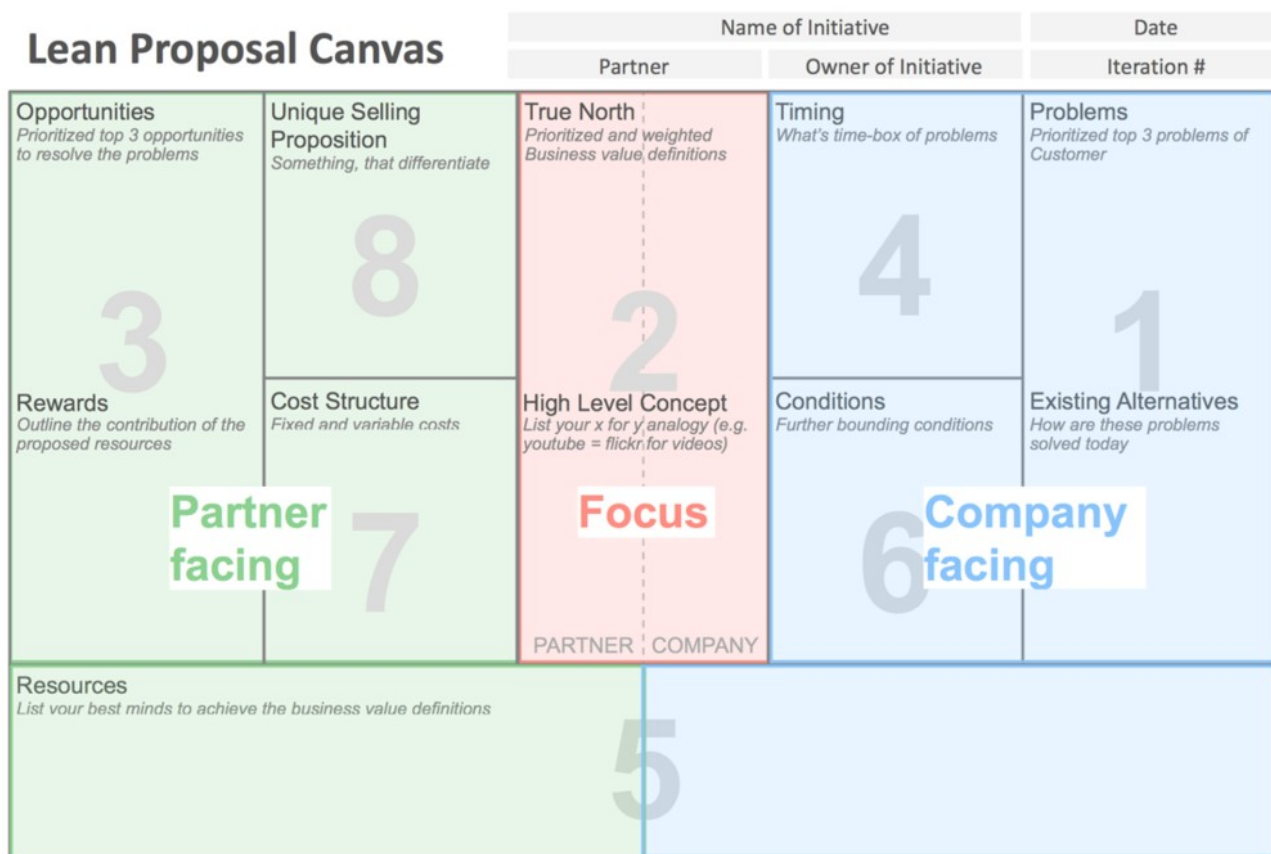 Lean Proposal Canvas
Name of Initiative
Date
Partner
Owner of Initiative
Iteration #
Opportunities
Prioritized top 3 opportunities
to resolve the problems
3
Rewards
Outline the contribution of the
proposed resources
Unique Selling
Proposition
Something, that differentiate
8
Cost Structure
Fixed and variable costs
7
Partner
facing
True North
Prioritized and weighted
Business value definitions
2
High Level Concept
List your x for y analogy (e.g.
youtube = flickr for videos)
Focus
PARTNER
COMPANY
Timing
What's time-box of problems
4
Conditions
Further bounding conditions
6
Problems
Prioritized top 3 problems of
Customer
1
Existing Alternatives
How are these problems
solved today
Company
facing
Resources
List your best minds to achieve the business value definitions
5